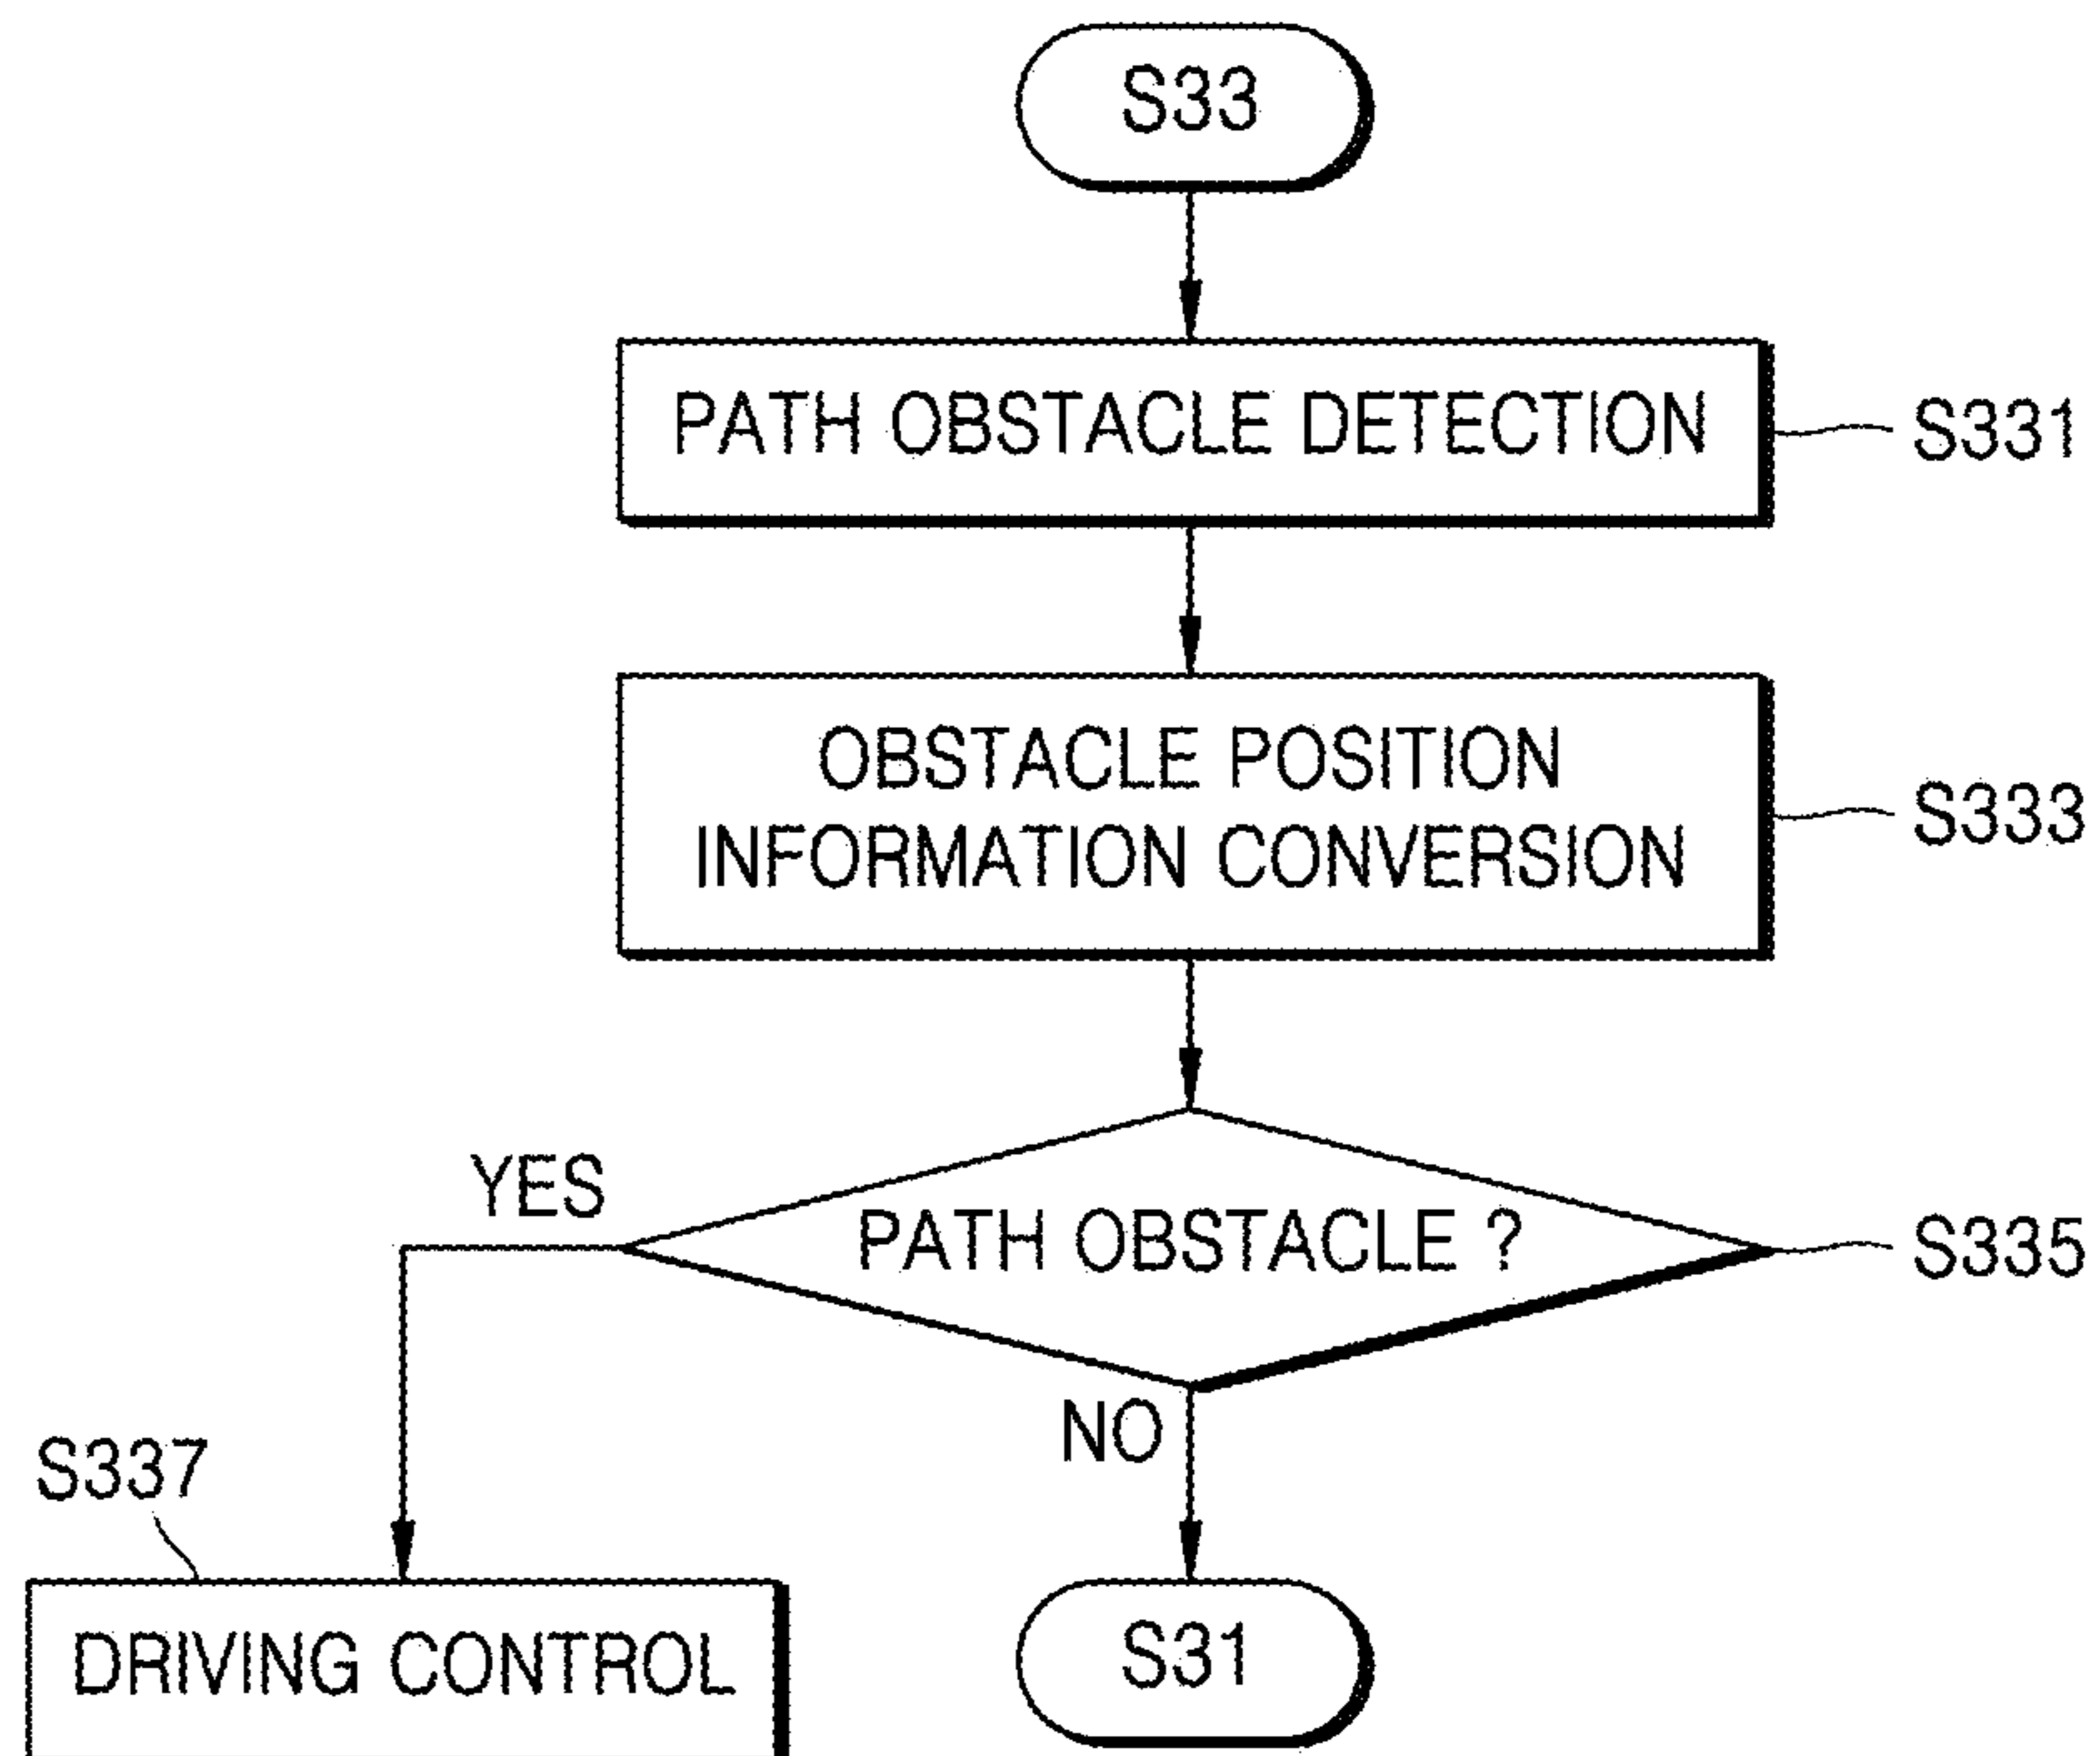 S33
PATH OBSTACLE DETECTION
S331
OBSTACLE POSITION
INFORMATION CONVERSION
S333
YES
PATH OBSTACLE ?
S335
NO
S337
DRIVING CONTROL
S31